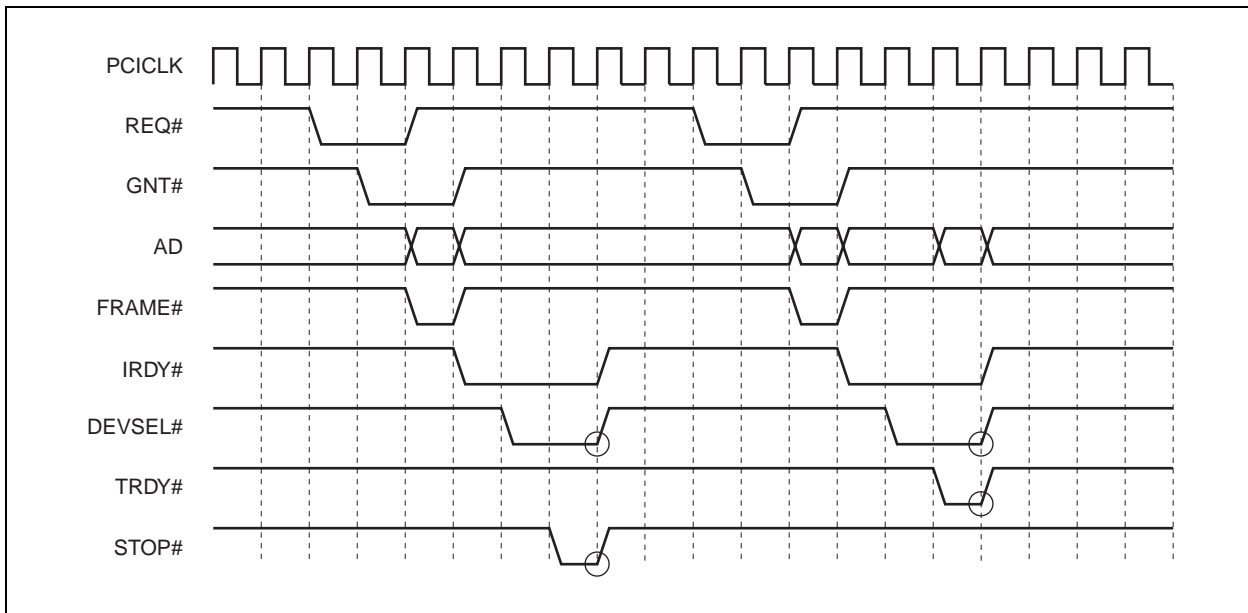 PCICLK
REQ#
GNT#
AD
FRAME#
IRDY#
DEVSEL#
TRDY#
STOP#